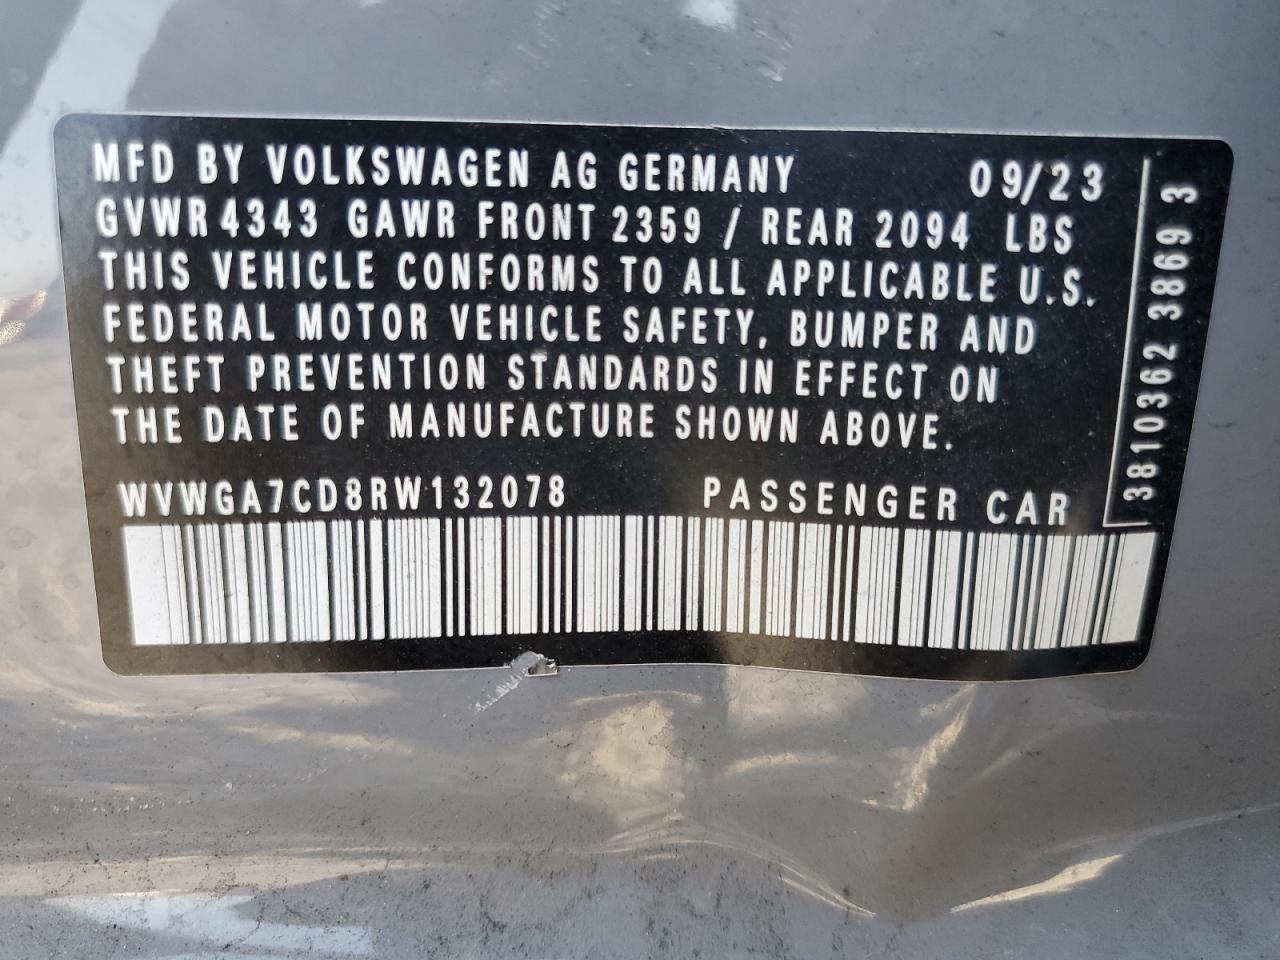 MFD BY VOLKSWAGEN AG GERMANY 09/23
GVWR 4343 GAWR FRONT 2359 / REAR 2094 LBS
THIS VEHICLE CONFORMS TO ALL APPLICABLE U.S.
FEDERAL MOTOR VEHICLE SAFETY, BUMPER AND
THEFT PREVENTION STANDARDS IN EFFECT ON
THE DATE OF MANUFACTURE SHOWN ABOVE.
WVWGA7CD8RW132078 PASSENGER CAR
3810362 3869 3